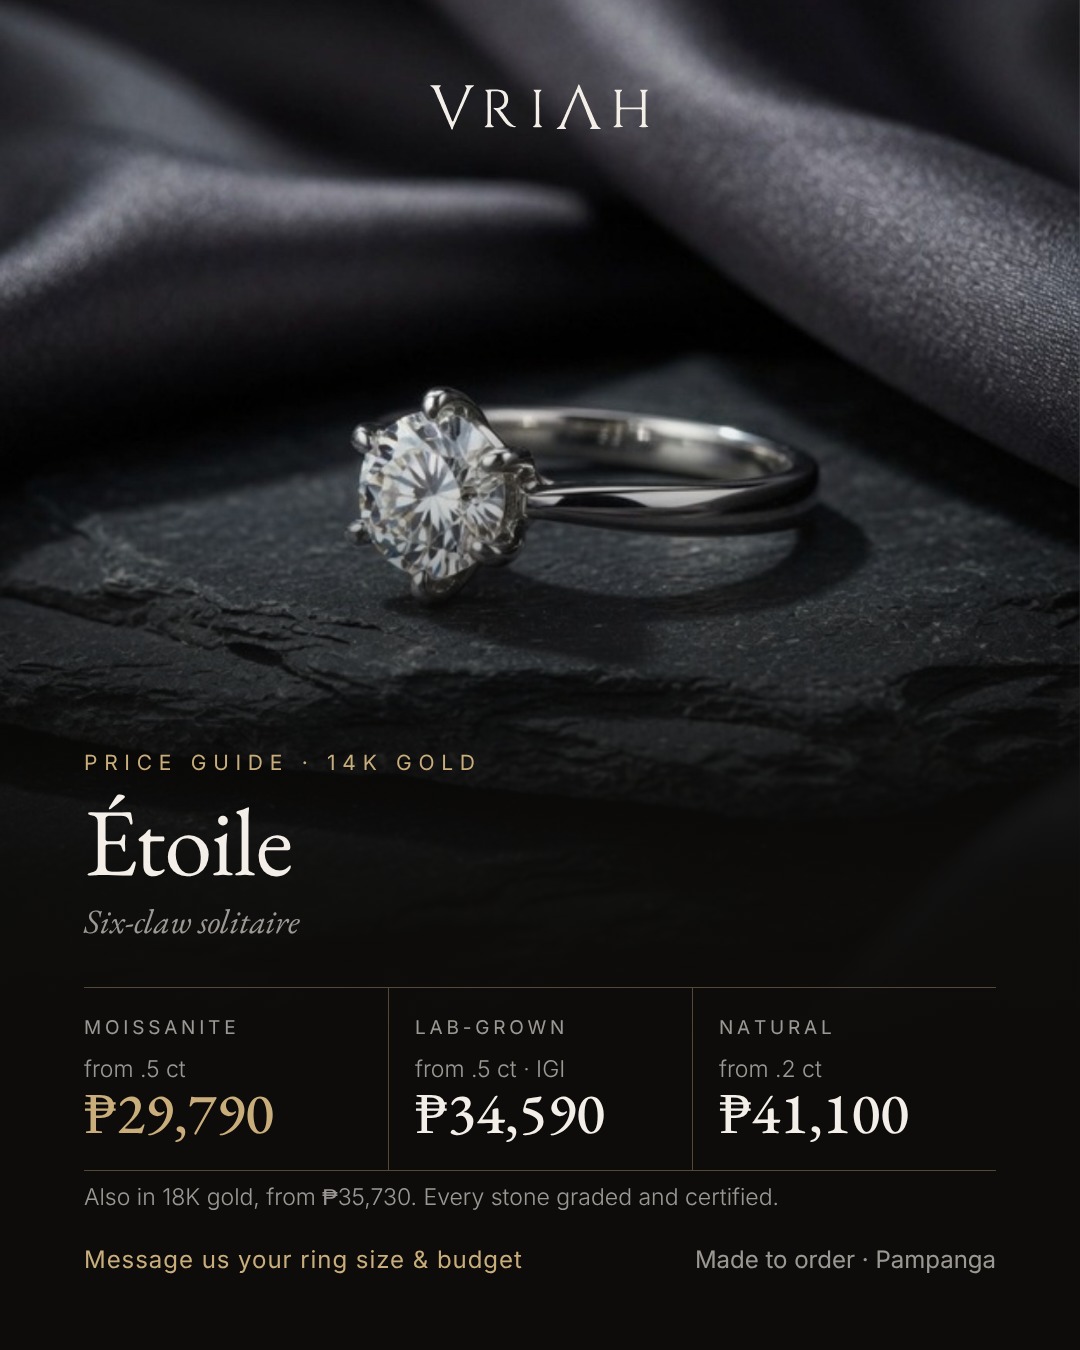 VRIAH
PRICE GUIDE · 14K GOLD
Étoile
Six-claw solitaire
MOISSANITE
from .5 ct
₱29,790
LAB-GROWN
from .5 ct · IGI
₱34,590
NATURAL
from .2 ct
₱41,100
Also in 18K gold, from ₱35,730. Every stone graded and certified.
Message us your ring size & budget
Made to order · Pampanga